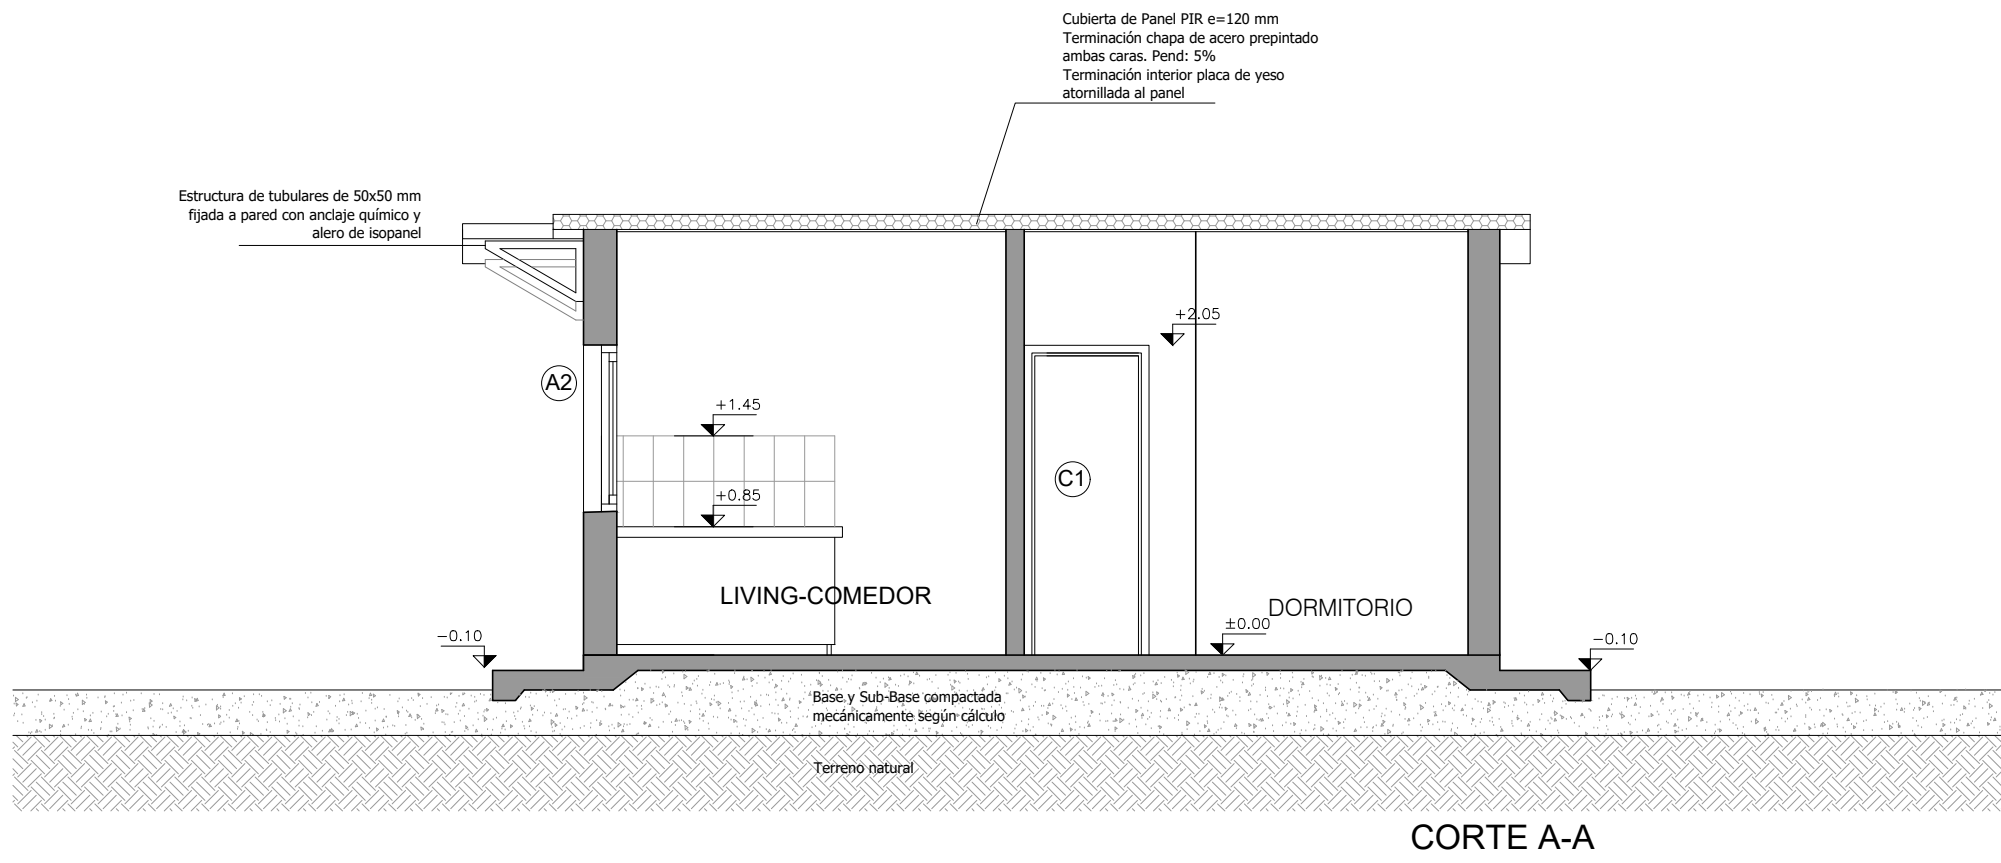 Cubierta de Panel PIR e=120 mm
Terminación chapa de acero prepintado
ambas caras. Pend: 5%
Terminación interior placa de yeso
atornillada al panel
Estructura de tubulares de 50x50 mm
fijada a pared con anclaje químico y
alero de isopanel
+2.05
A2
+1.45
C1
+0.85
LIVING-COMEDOR
DORMITORIO
±0.00
-0.10
-0.10
Base y Sub-Base compactada
mecánicamente según cálculo
Terreno natural
CORTE A-A